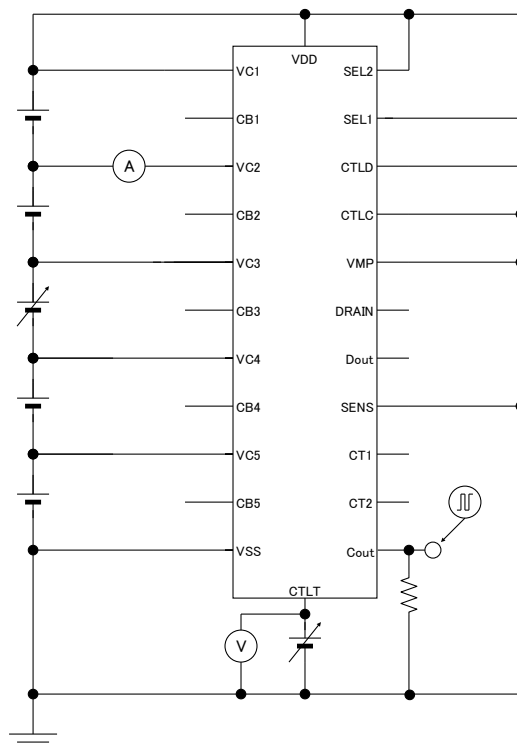 VDD
VC1
SEL2
CB1
SEL1
A
VC2
CTLD
CB2
CTLC
VC3
VMP
CB3
DRAIN
VC4
Dout
CB4
SENS
VC5
CT1
CB5
CT2
VSS
Cout
CTLT
V